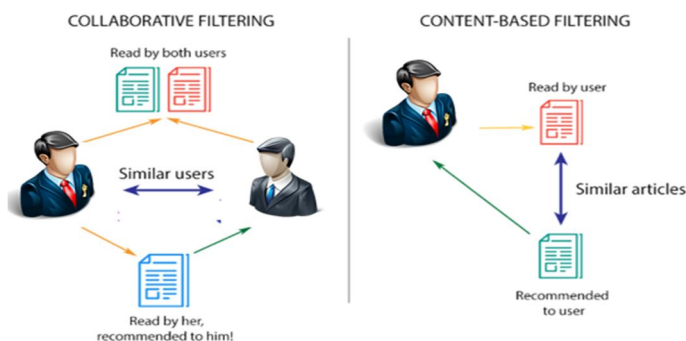 COLLABORATIVE FILTERING
Read by both users
Similar users
Read by her,
recommended to him!
CONTENT-BASED FILTERING
Read by user
Similar articles
Recommended
to user